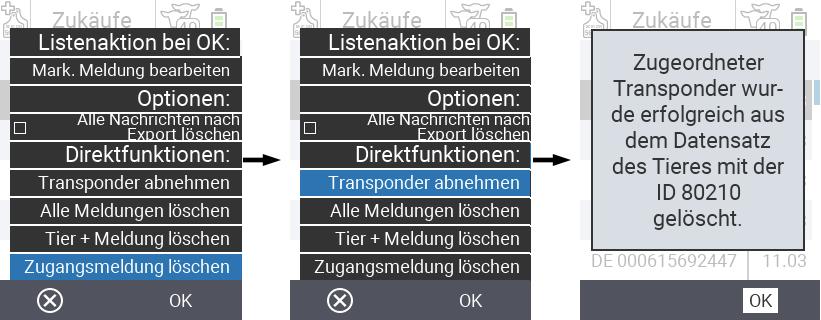 Zukäufe
Listenaktion bei OK:
Mark. Meldung bearbeiten
Optionen:
Alle Nachrichten nach
Export löschen
Direktfunktionen:
Transponder abnehmen
Alle Meldungen löschen
Tier + Meldung löschen
Zugangsmeldung löschen
OK
Zukäufe
Listenaktion bei OK:
Mark. Meldung bearbeiten
Optionen:
Alle Nachrichten nach
Export löschen
Direktfunktionen:
Transponder abnehmen
Alle Meldungen löschen
Tier + Meldung löschen
Zugangsmeldung löschen
OK
Zukäufe
Zugeordneter
Transponder wur-
de erfolgreich aus
dem Datensatz
des Tieres mit der
ID 80210
gelöscht.
DE 000615692447 11.03
OK